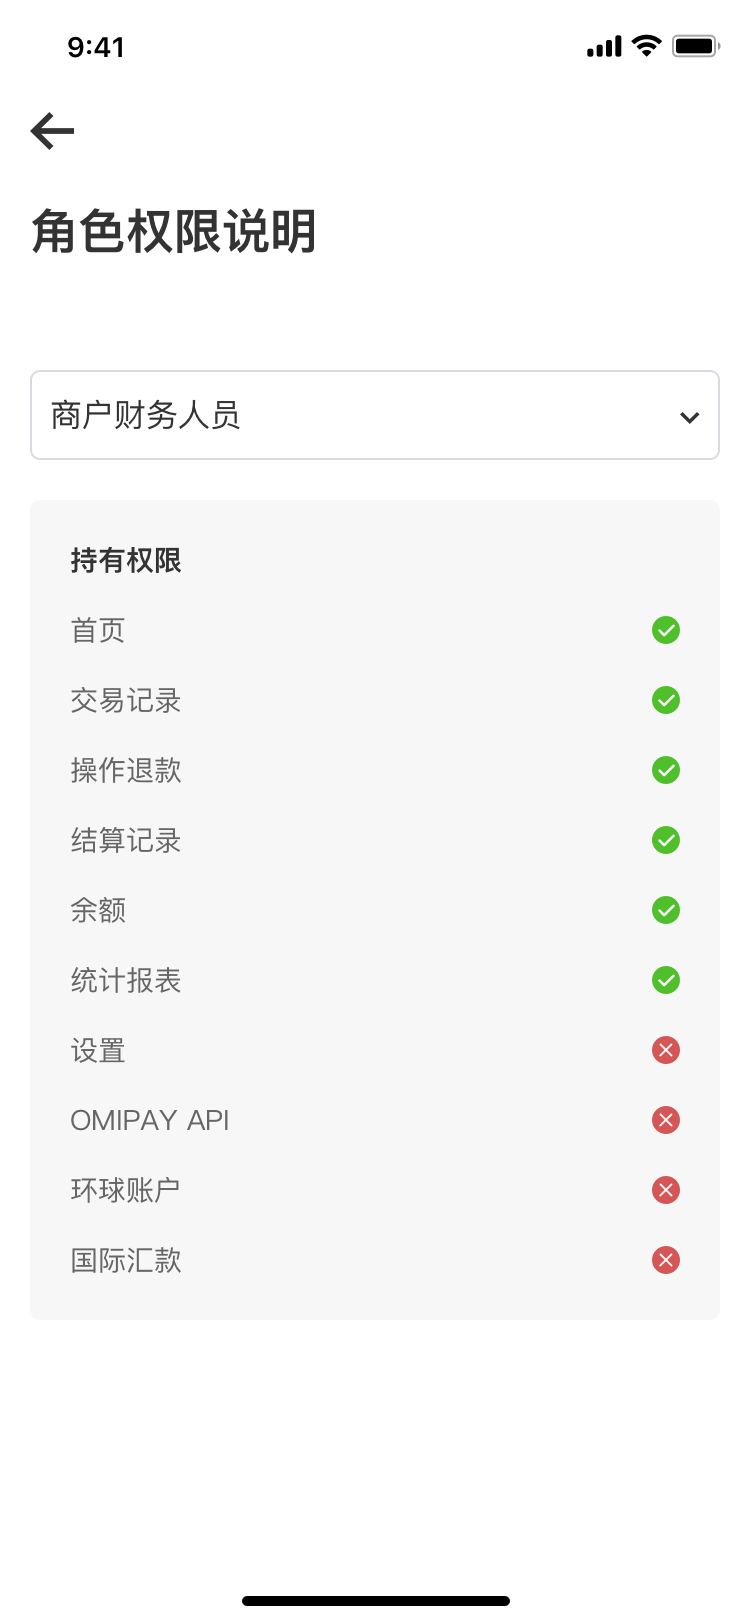 9:41
角色权限说明
商户财务人员
持有权限
首页
交易记录
操作退款
结算记录
余额
统计报表
设置
OMIPAY API
环球账户
国际汇款